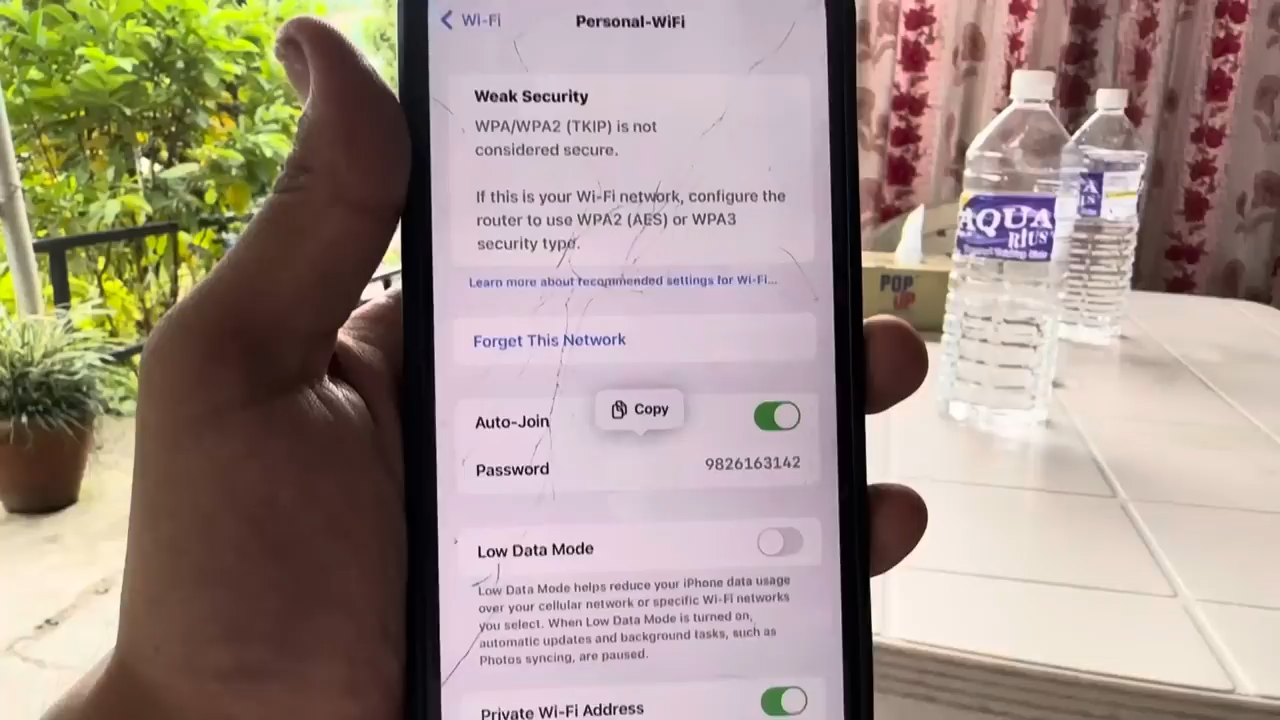 Wi-Fi
Personal-WiFi
Weak Security
WPA/WPA2 (TKIP) is not
considered secure.
If this is your Wi-Fi network, configure the
router to use WPA2 (AES) or WPA3
security type.
Learn more about recommended settings for Wi-Fi...
Forget This Network
Copy
Auto-Join
Password
9826163142
Low Data Mode
Low Data Mode helps reduce your iPhone data usage
over your cellular network or specific Wi-Fi networks
you select. When Low Data Mode is turned on,
automatic updates and background tasks, such as
Photos syncing, are paused.
Private Wi-Fi Address
AQUA
RIUS
POP
UP